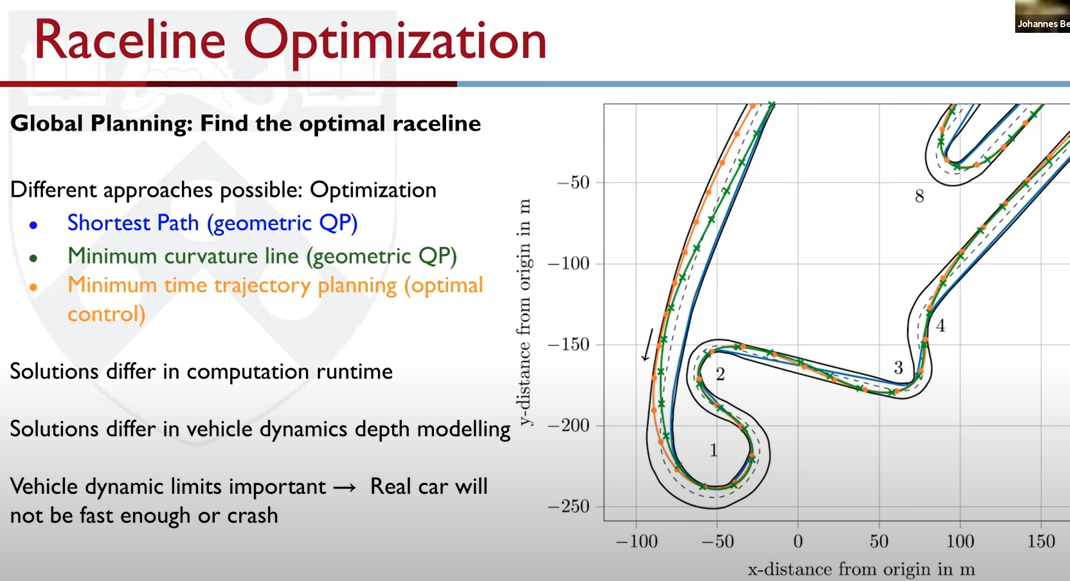 Raceline Optimization
Johannes Be
Global Planning: Find the optimal raceline
Different approaches possible: Optimization
• Shortest Path (geometric QP)
• Minimum curvature line (geometric QP)
• Minimum time trajectory planning (optimal
control)
Solutions differ in computation runtime
Solutions differ in vehicle dynamics depth modelling
Vehicle dynamic limits important → Real car will
not be fast enough or crash
y-distance from origin in m
−50
−100
−150
−200
−250
8
4
3
2
1
−100 −50 0 50 100 150
x-distance from origin in m